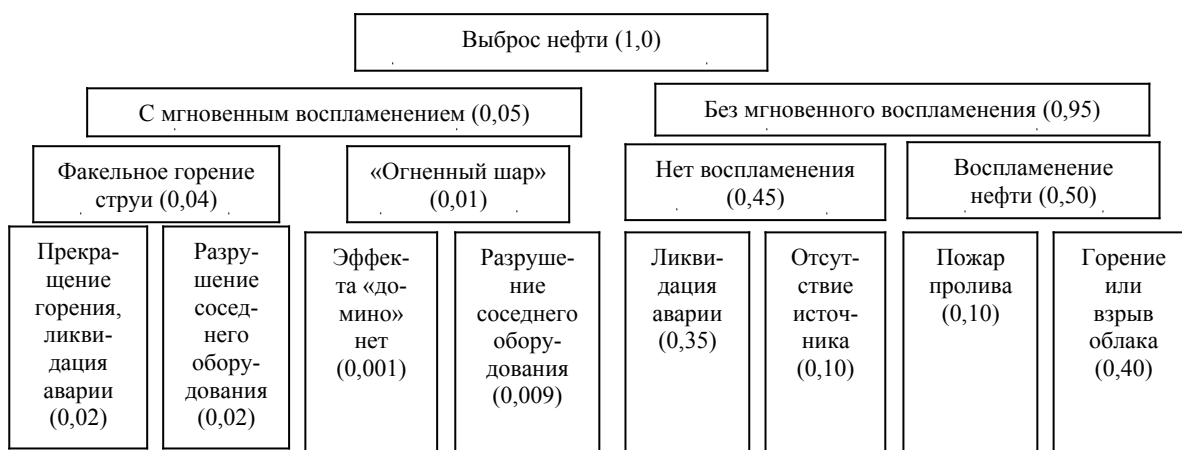 Выброс нефти (1,0)
С мгновенным воспламенением (0,05)
Без мгновенного воспламенения (0,95)
Факельное горение
струи (0,04)
«Огненный шар»
(0,01)
Нет воспламенения
(0,45)
Воспламенение
нефти (0,50)
Прекра-
щение
горения,
ликви-
дация
аварии
(0,02)
Разру-
шение
сосед-
него
обору-
дования
(0,02)
Эффек-
та «до-
мино»
нет
(0,001)
Разруше-
ние
соседнего
обору-
дования
(0,009)
Ликви-
дация
аварии
(0,35)
Отсут-
ствие
источ-
ника
(0,10)
Пожар
пролива
(0,10)
Горение
или
взрыв
облака
(0,40)